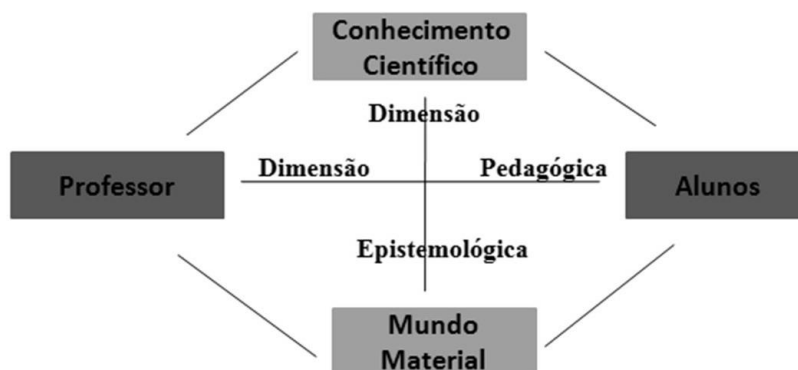 Conhecimento
Científico
Dimensão
Professor
Dimensão
Pedagógica
Alunos
Epistemológica
Mundo
Material